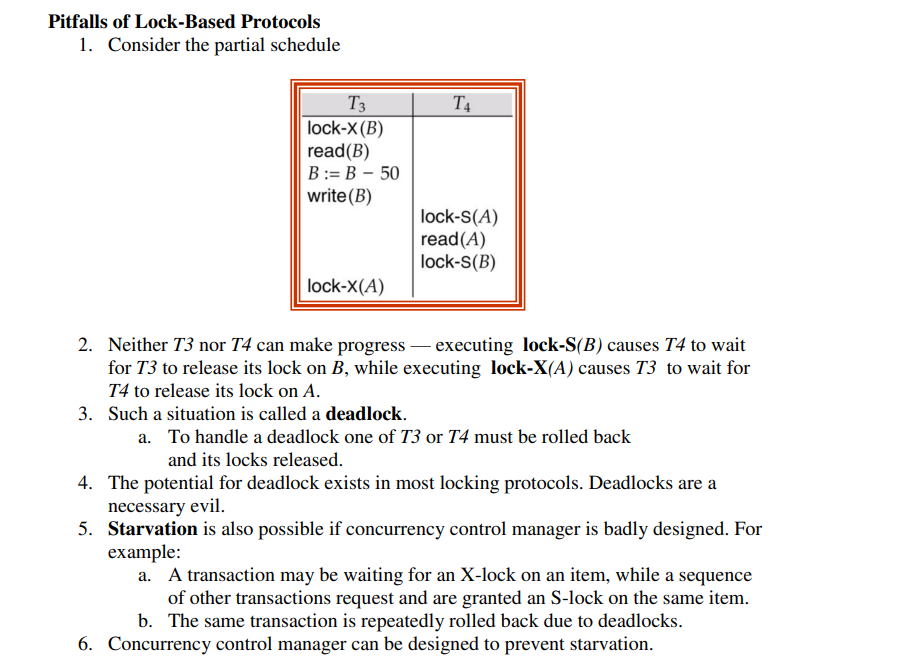 Pitfalls of Lock-Based Protocols
1. Consider the partial schedule
T3 T4
lock-X(B)
read(B)
B := B − 50
write(B)
lock-S(A)
read(A)
lock-S(B)
lock-X(A)
2. Neither T3 nor T4 can make progress — executing lock-S(B) causes T4 to wait
for T3 to release its lock on B, while executing lock-X(A) causes T3 to wait for
T4 to release its lock on A.
3. Such a situation is called a deadlock.
a. To handle a deadlock one of T3 or T4 must be rolled back
and its locks released.
4. The potential for deadlock exists in most locking protocols. Deadlocks are a
necessary evil.
5. Starvation is also possible if concurrency control manager is badly designed. For
example:
a. A transaction may be waiting for an X-lock on an item, while a sequence
of other transactions request and are granted an S-lock on the same item.
b. The same transaction is repeatedly rolled back due to deadlocks.
6. Concurrency control manager can be designed to prevent starvation.